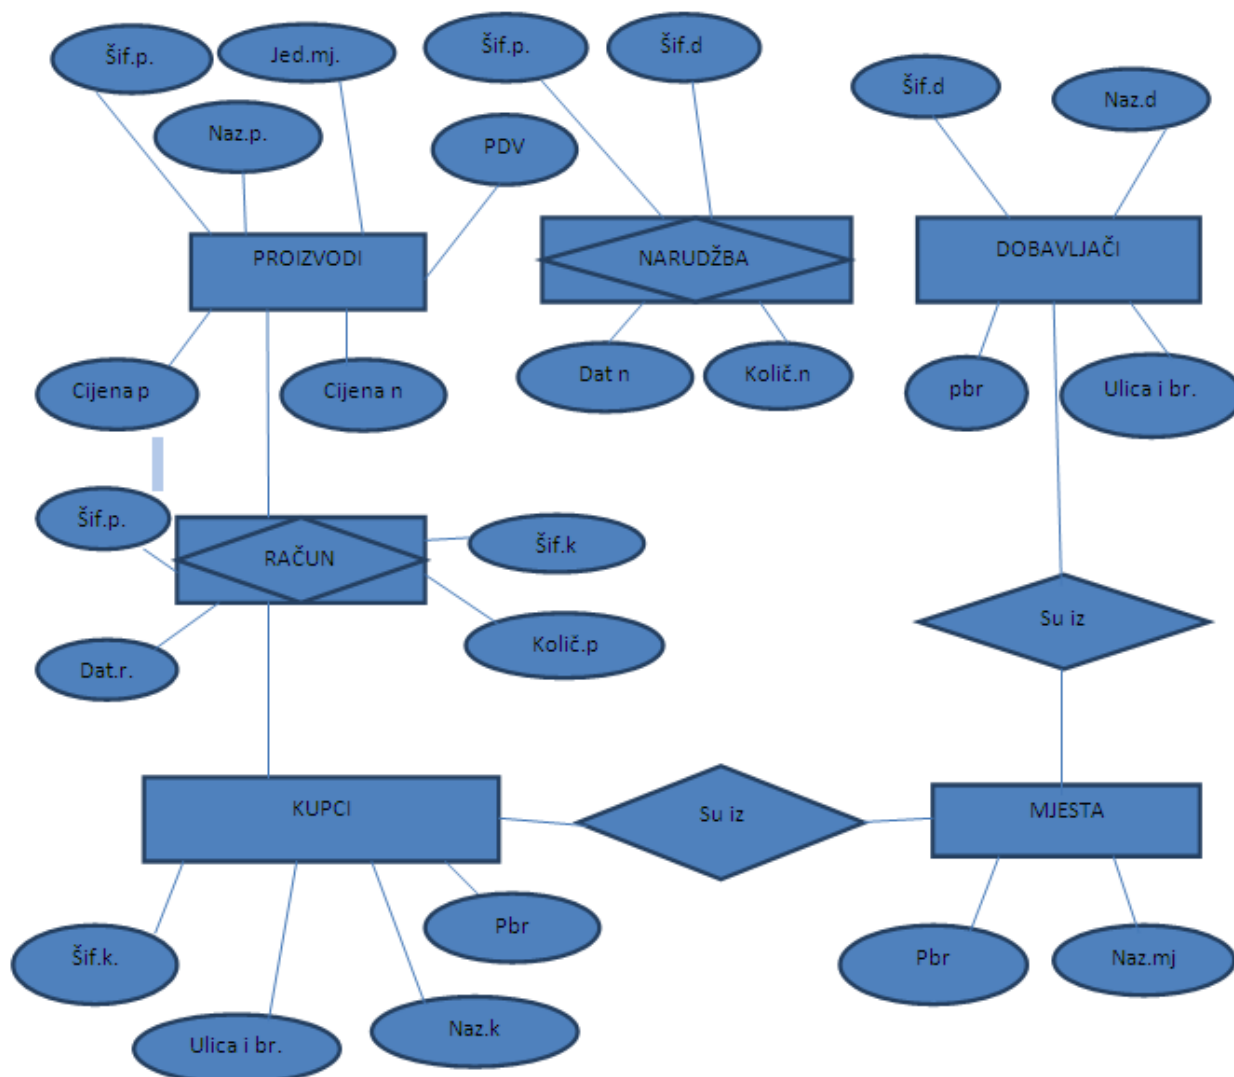 Šif.p.
Jed.mj.
Šif.p.
Šif.d
Šif.d
Naz.d
Naz.p.
PDV
PROIZVODI
NARUDŽBA
DOBAVLJAČI
Cijena p
Cijena n
Dat n
Količ.n
pbr
Ulica i br.
Šif.p.
RAČUN
Šif.k
Su iz
Dat.r.
Količ.p
KUPCI
Su iz
MJESTA
Šif.k.
Pbr
Pbr
Naz.mj
Ulica i br.
Naz.k